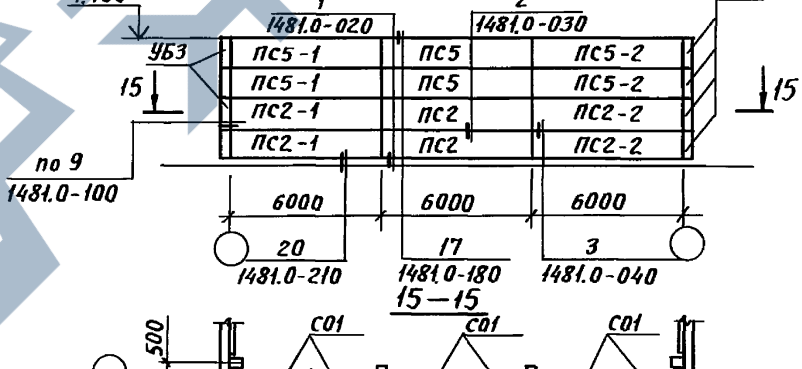 1481.0-020
2
1481.0-030
УБ3
ПС5-1
ПС5
ПС5-2
ПС5-1
ПС5
ПС5-2
15
15
ПС2-1
ПС2
ПС2-2
ПС2-1
ПС2
ПС2-2
по 9
1481.0-100
6000
6000
6000
20
17
3
1481.0-210
1481.0-180
1481.0-040
15-15
500
С01
С01
С01